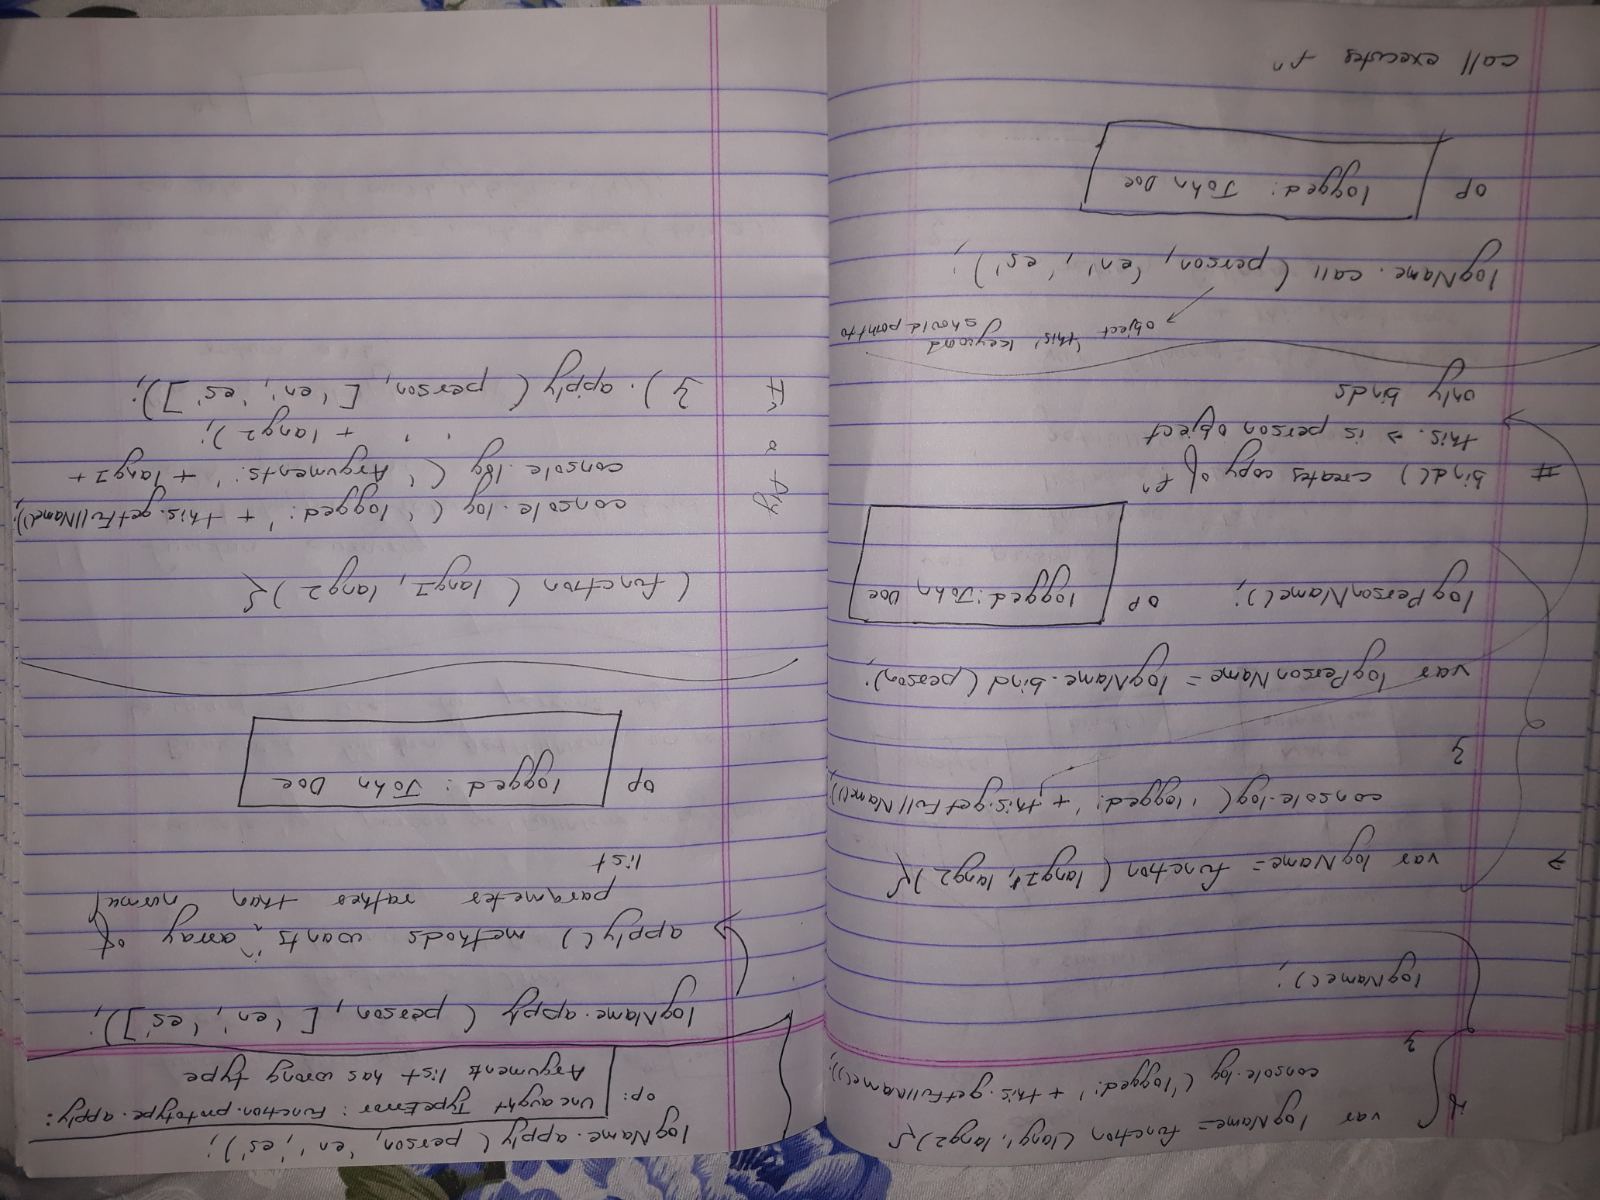 var logName= function (lang1, lang2){
console.log ('logged:' + this.getFullName());
}
logName();
⇒ var logName= function ( lang1, lang2 ){
console.log( 'logged: '+ this.getFullName());
}
var logPersonName = logName.bind (person);
logPersonName(); OP logged: John Doe
# bind() creates copy of fⁿ
this. → is person object
only binds
object 'this' keyword
should point to
logName. call (person, 'en', 'es');
OP logged: John Doe
call executes fⁿ
logName. apply ( person, 'en', 'es');
op: Uncaught TypeError : Function.prototype.apply:
Arguments list has wrong type
logName. apply ( person, ['en', 'es']);
apply() methods wants array of
parameter rather than normal
list
op logged: John Doe
( function ( lang1, lang2 ){
console.log (' logged: '+ this.getFullName());
console.log (' Arguments: ' + lang1 +
' ' + lang2 );
} ). apply ( person, ['en', 'es']);